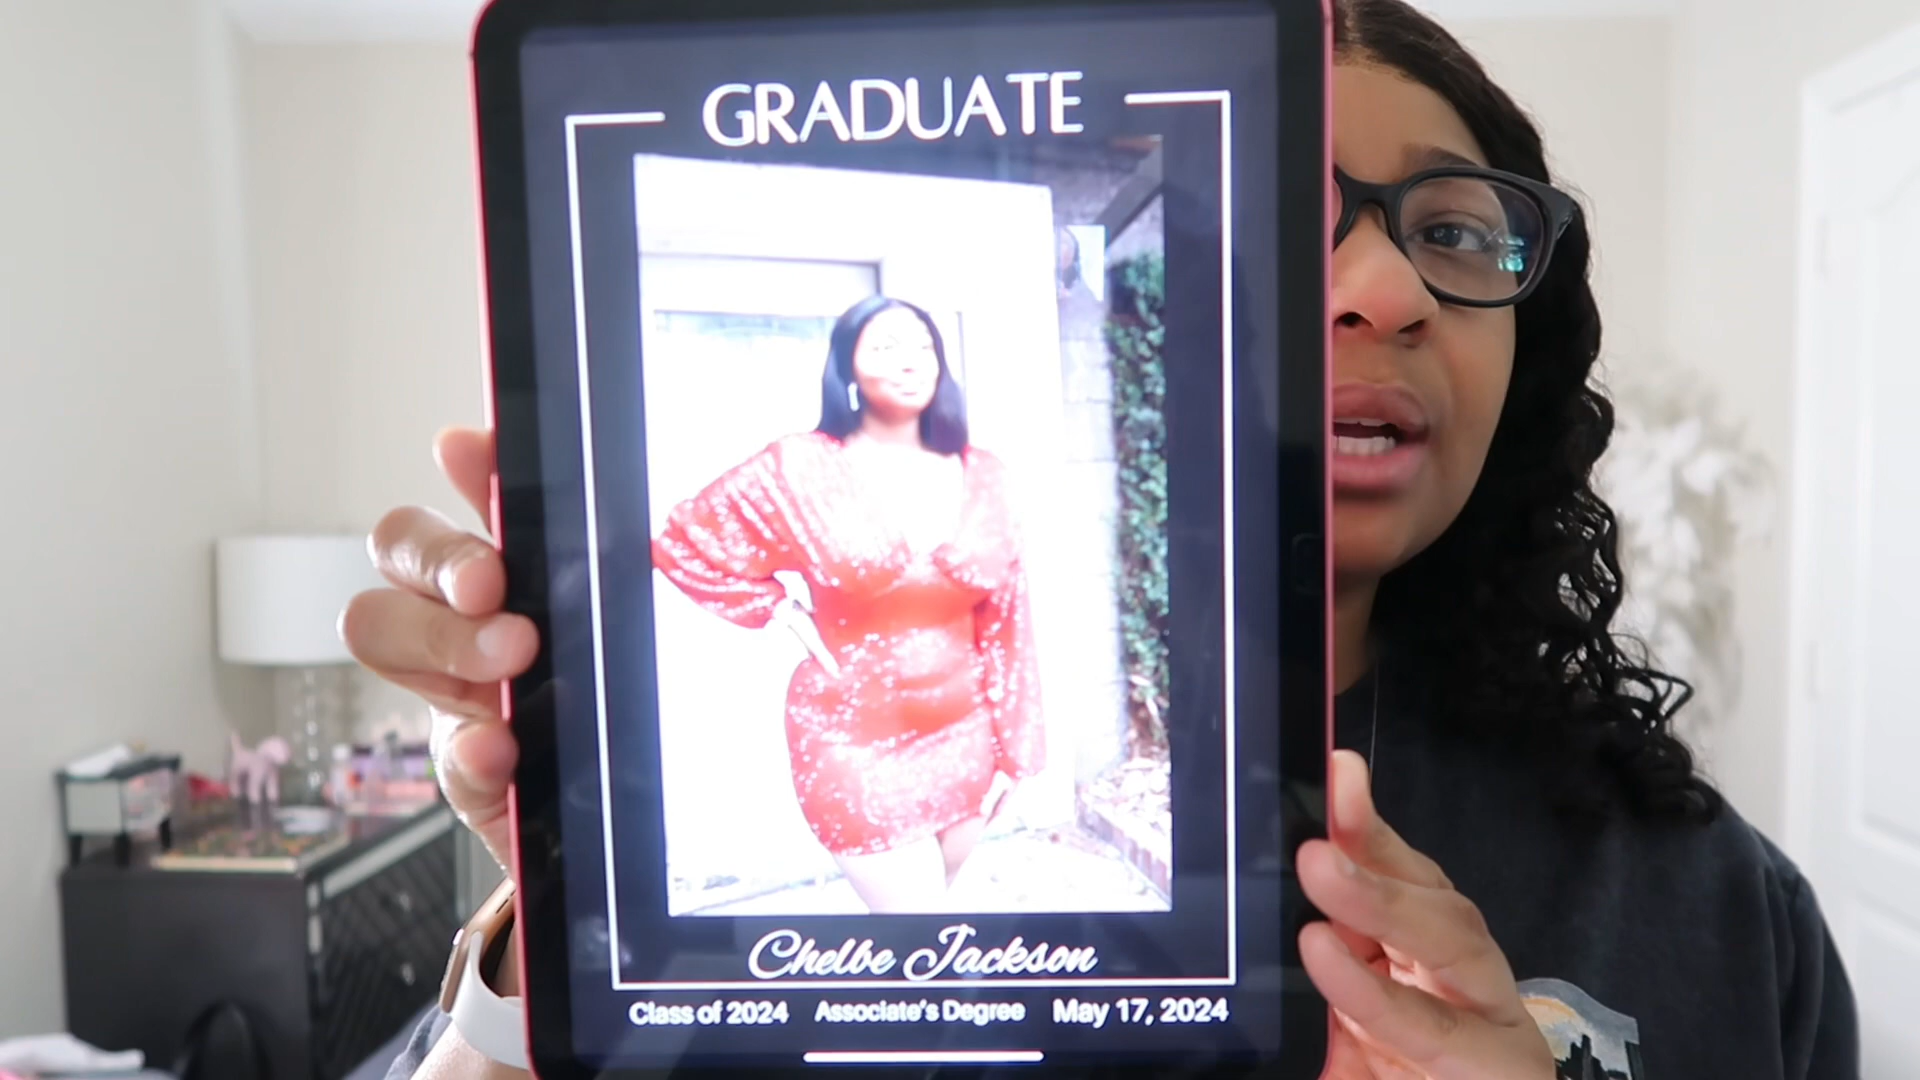 GRADUATE
Chelbe Jackson
Class of 2024 Associate's Degree May 17, 2024